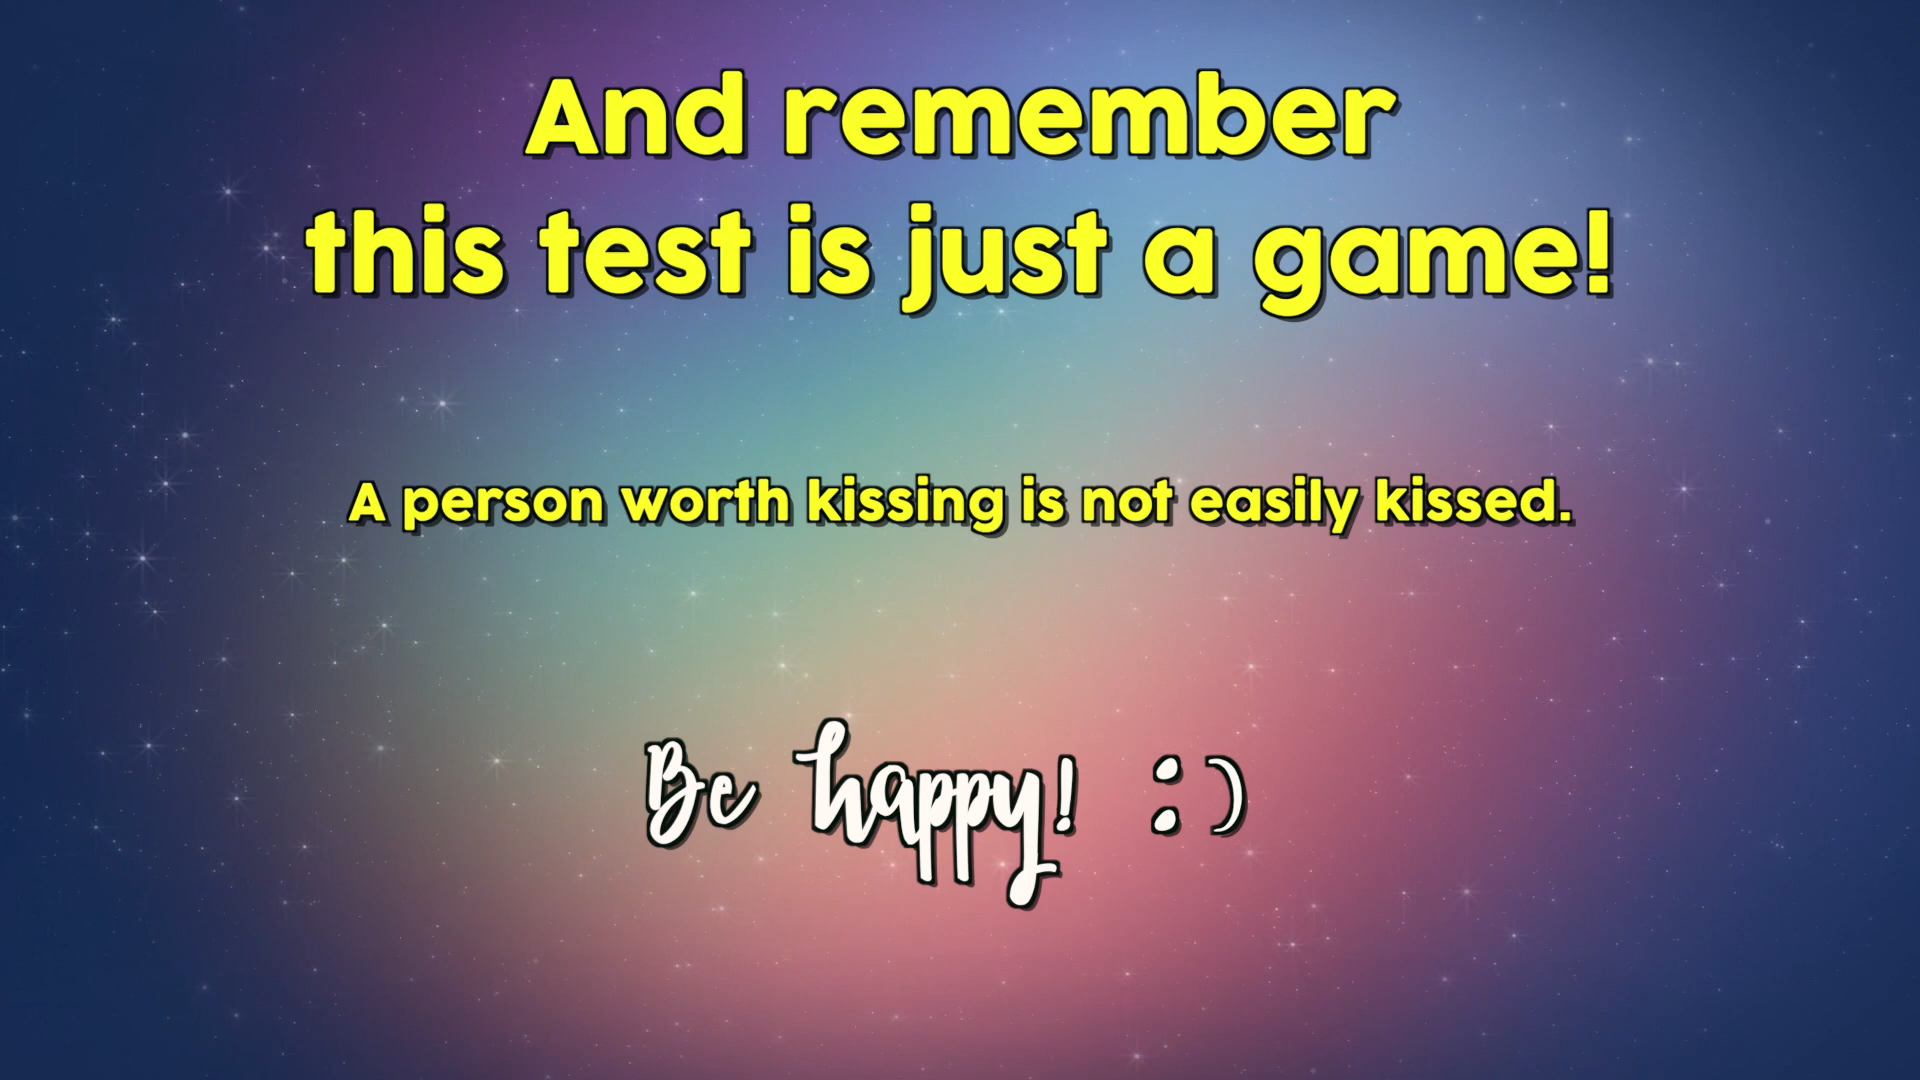 And remember
this test is just a game!
A person worth kissing is not easily kissed.
Be happy! :)